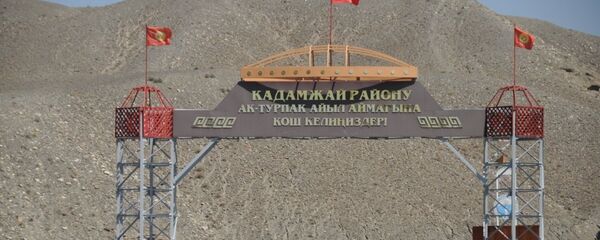 КАДАМЖАЙ РАЙОНУ
АК-ТУРПАК АЙЫЛ АЙМАГЫНА
КОШ КЕЛИҢИЗДЕР!